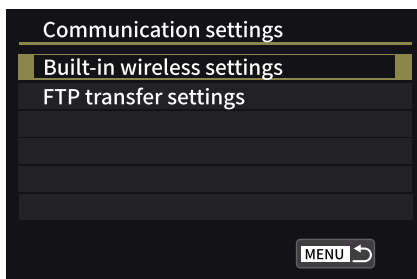 Communication settings
Built-in wireless settings
FTP transfer settings
MENU